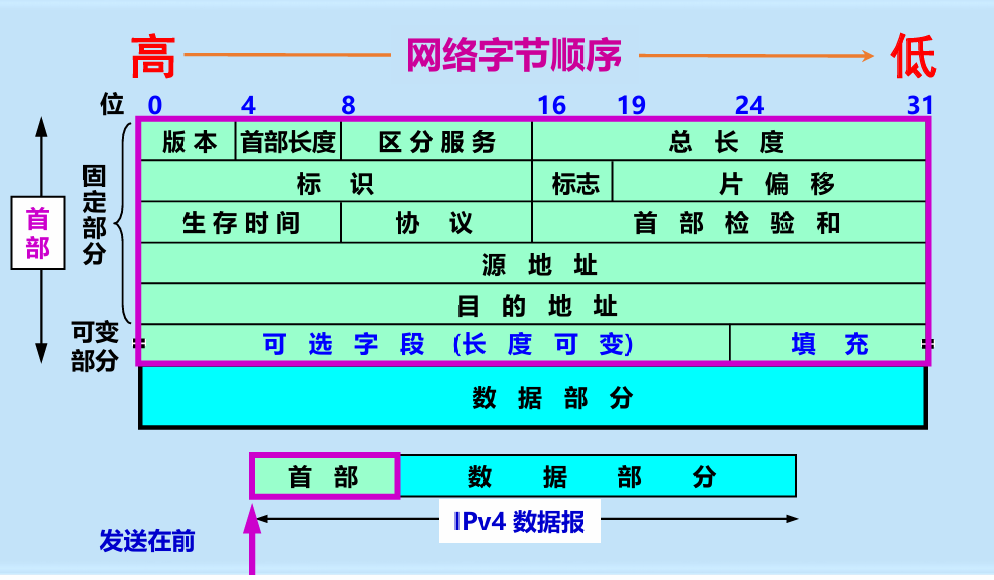 高 网络字节顺序 低
位 0 4 8 16 19 24 31
版本 首部长度 区分服务 总长度
标识 标志 片偏移
生存时间 协议 首部检验和
源地址
目的地址
可选字段 (长度可变) 填充
数据部分
首部
固定部分
可变
部分
首部 数据部分
IPv4 数据报
发送在前